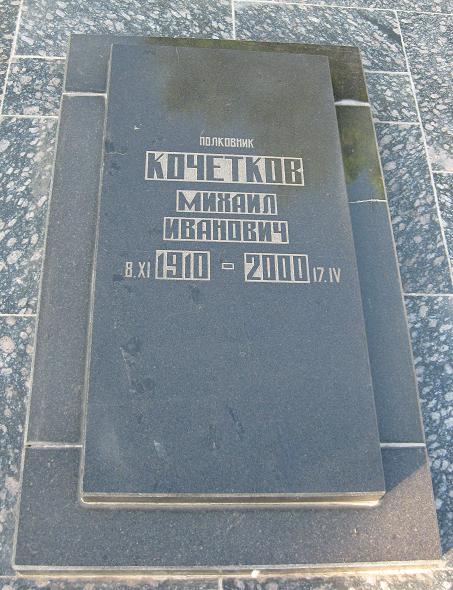 ПОЛКОВНИК
КОЧЕТКОВ
МИХАИЛ
ИВАНОВИЧ
8.XI 1910 - 2000 17.IV